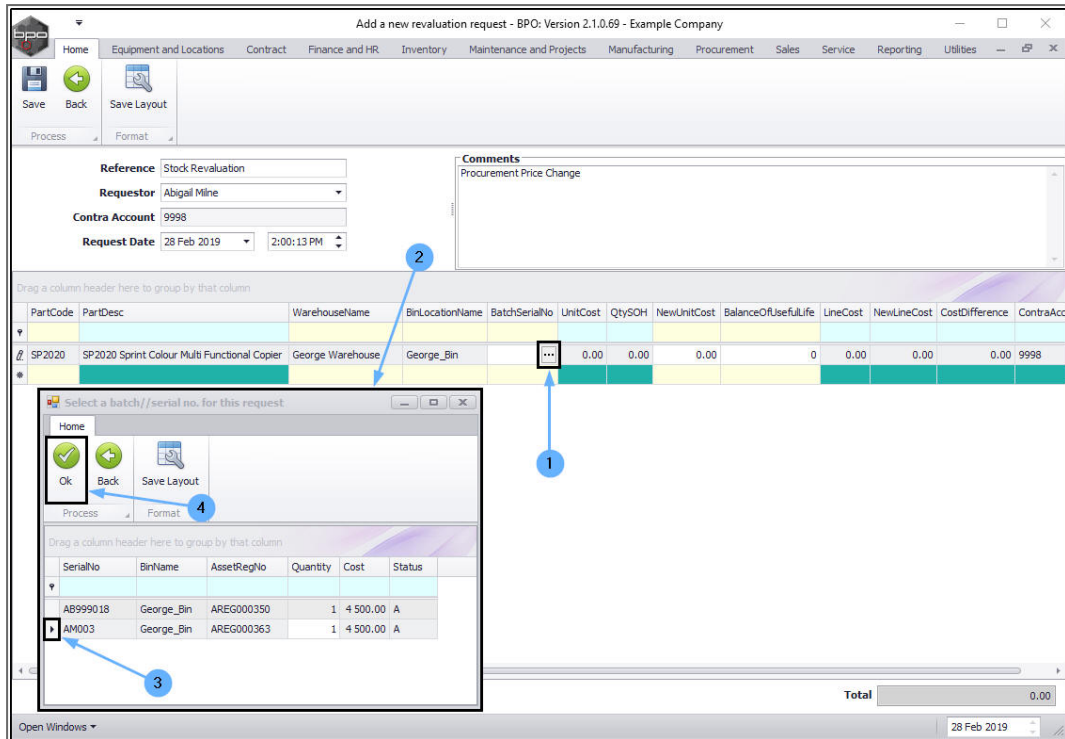 bpo
Add a new revaluation request - BPO: Version 2.1.0.69 - Example Company
Home Equipment and Locations Contract Finance and HR Inventory Maintenance and Projects Manufacturing Procurement Sales Service Reporting Utilities
Save Back Save Layout
Process Format
Reference Stock Revaluation
Requestor Abigail Milne
Contra Account 9998
Request Date 28 Feb 2019 2:00:13 PM
Comments
Procurement Price Change
2
Drag a column header here to group by that column
PartCode PartDesc WarehouseName BinLocationName BatchSerialNo UnitCost QtySOH NewUnitCost BalanceOfUsefulLife LineCost NewLineCost CostDifference ContraAcc
SP2020 SP2020 Sprint Colour Multi Functional Copier George Warehouse George_Bin ... 0.00 0.00 0.00 0 0.00 0.00 0.00 9998
1
Select a batch//serial no. for this request
Home
Ok Back Save Layout
4
Process Format
Drag a column header here to group by that column
SerialNo BinName AssetRegNo Quantity Cost Status
AB999018 George_Bin AREG000350 1 4 500.00 A
AM003 George_Bin AREG000363 1 4 500.00 A
3
Total 0.00
Open Windows 28 Feb 2019